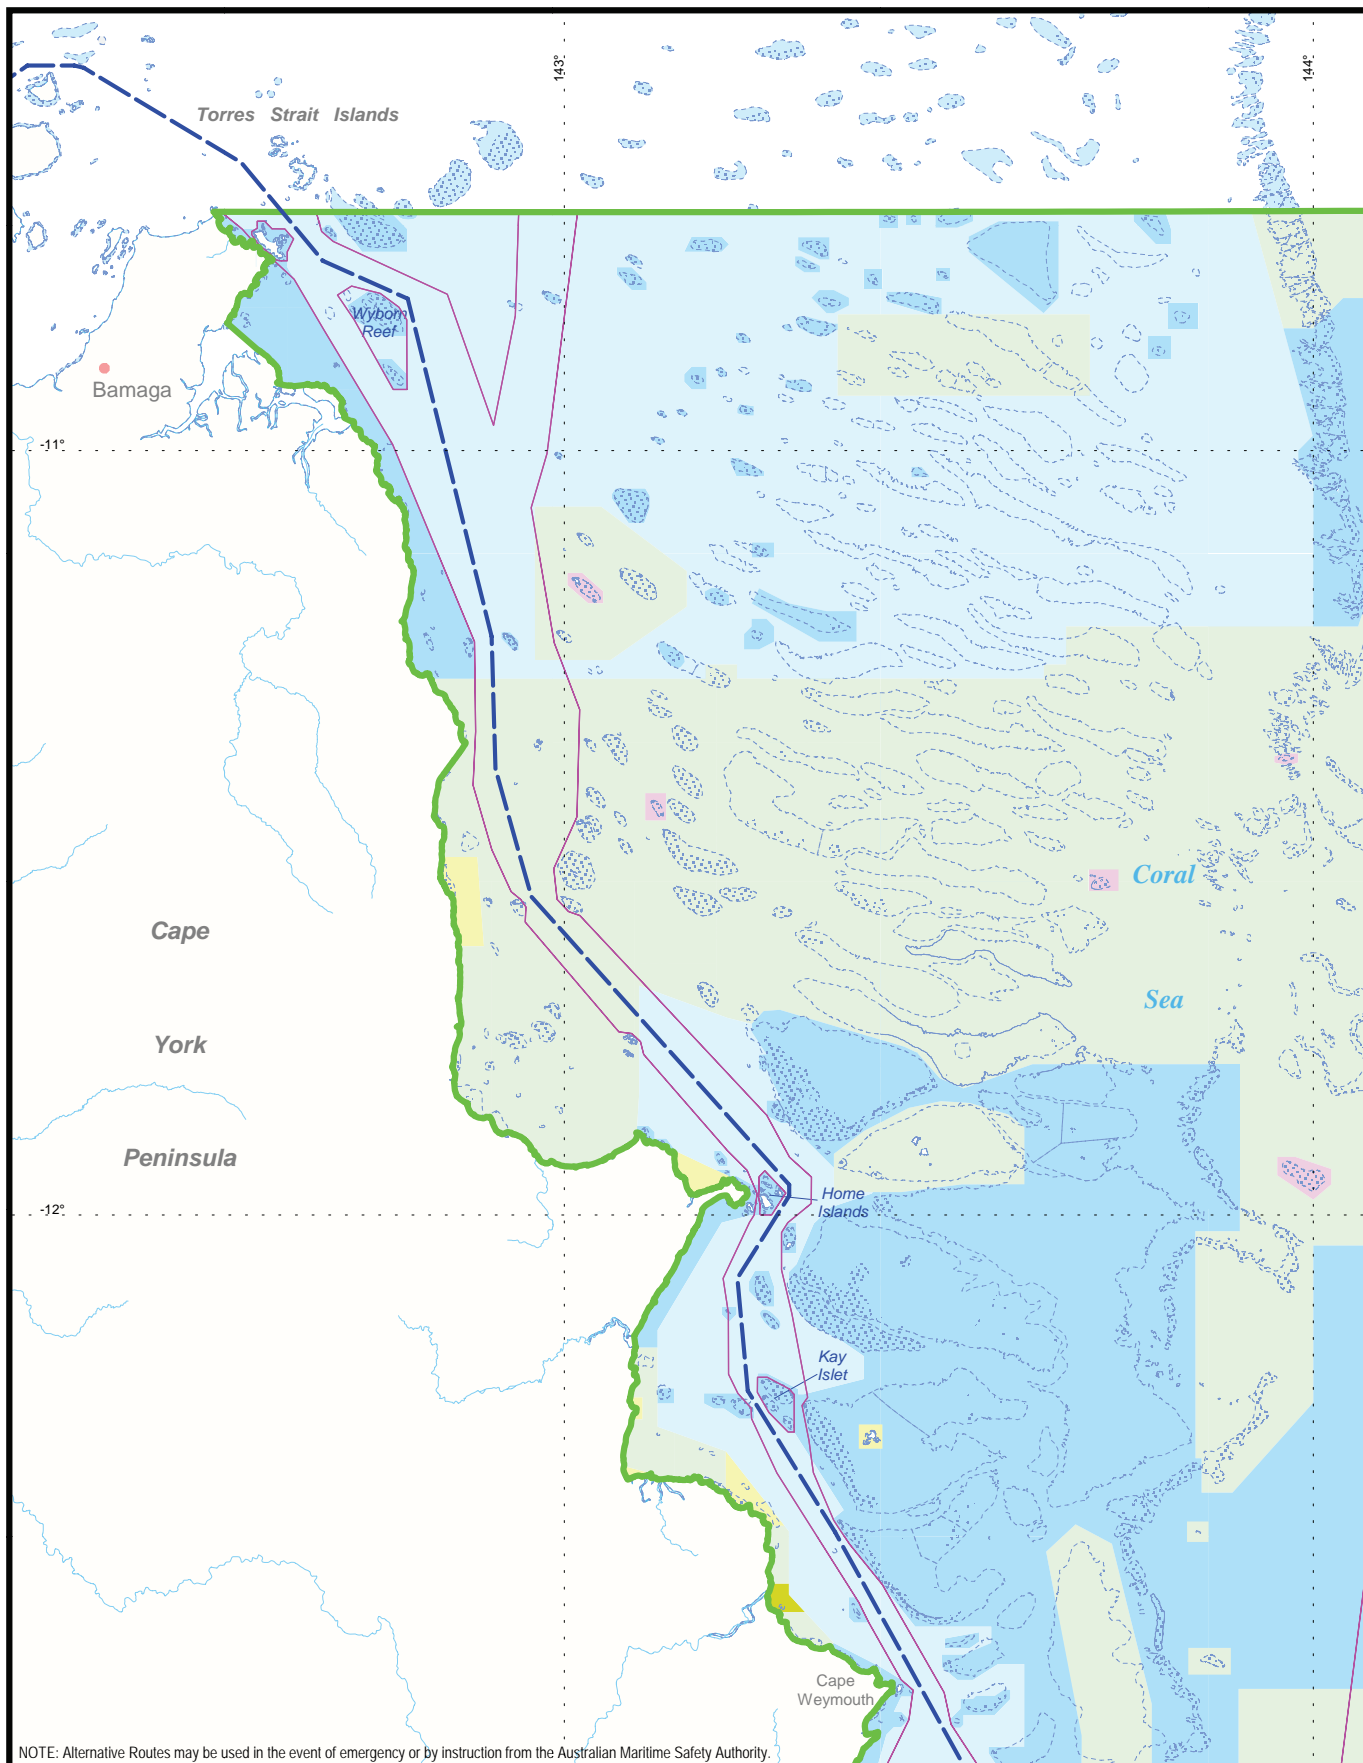 143°
144°
Torres Strait Islands
Wyborn
Reef
Bamaga
-11°
Coral
Cape
Sea
York
Peninsula
Home
Islands
-12°
Kay
Islet
Cape
Weymouth
NOTE: Alternative Routes may be used in the event of emergency or by instruction from the Australian Maritime Safety Authority.